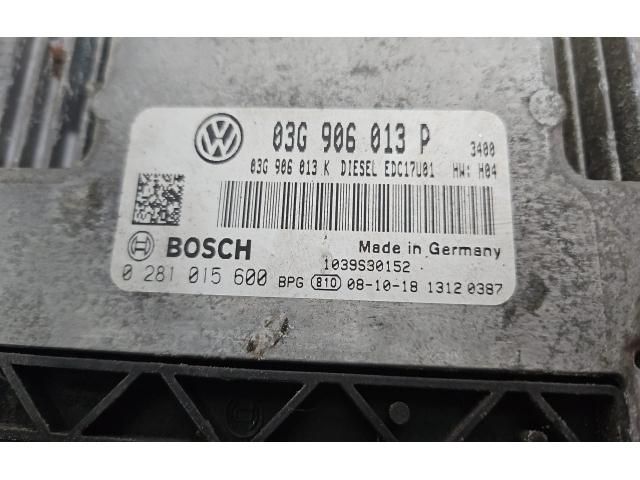 03G 906 013 P 3400
03G 906 013 K DIESEL EDC17U01 HW: H04
BOSCH Made in Germany
1039S30152
0 281 015 600 BPG 810 08-10-18 1312 0387